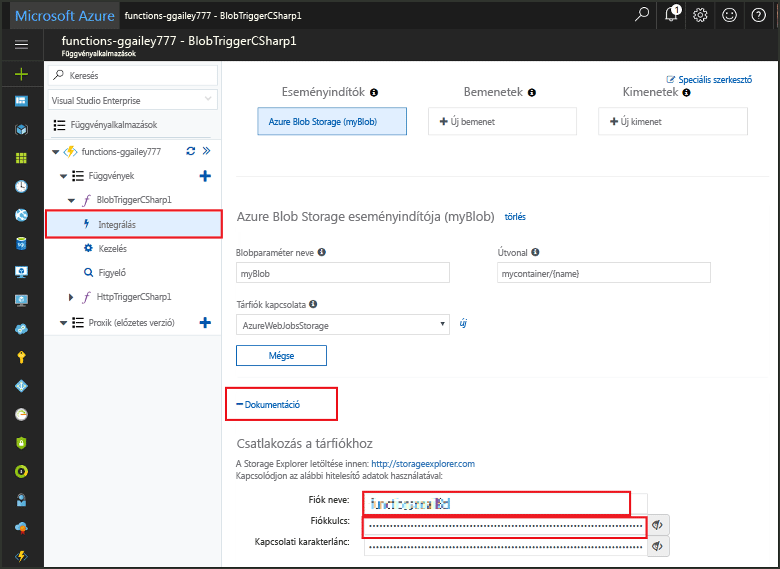 Microsoft Azure functions-ggailey777 - BlobTriggerCSharp1
1
functions-ggailey777 - BlobTriggerCSharp1
Függvényalkalmazások
Keresés
Visual Studio Enterprise
Függvényalkalmazások
functions-ggailey777
Függvények
BlobTriggerCSharp1
Integrálás
Kezelés
Figyelő
HttpTriggerCSharp1
Proxik (előzetes verzió)
Speciális szerkesztő
Eseményindítók Bemenetek Kimenetek
Azure Blob Storage (myBlob) Új bemenet Új kimenet
Azure Blob Storage eseményindítója (myBlob) törlés
Blobparaméter neve Útvonal
myBlob mycontainer/{name}
Tárfiók kapcsolata
AzureWebJobsStorage új
Mégse
Dokumentáció
Csatlakozás a tárfiókhoz
A Storage Explorer letöltése innen: http://storageexplorer.com
Kapcsolódjon az alábbi hitelesítő adatok használatával:
Fiók neve:
Fiókkulcs:
Kapcsolati karakterlánc: